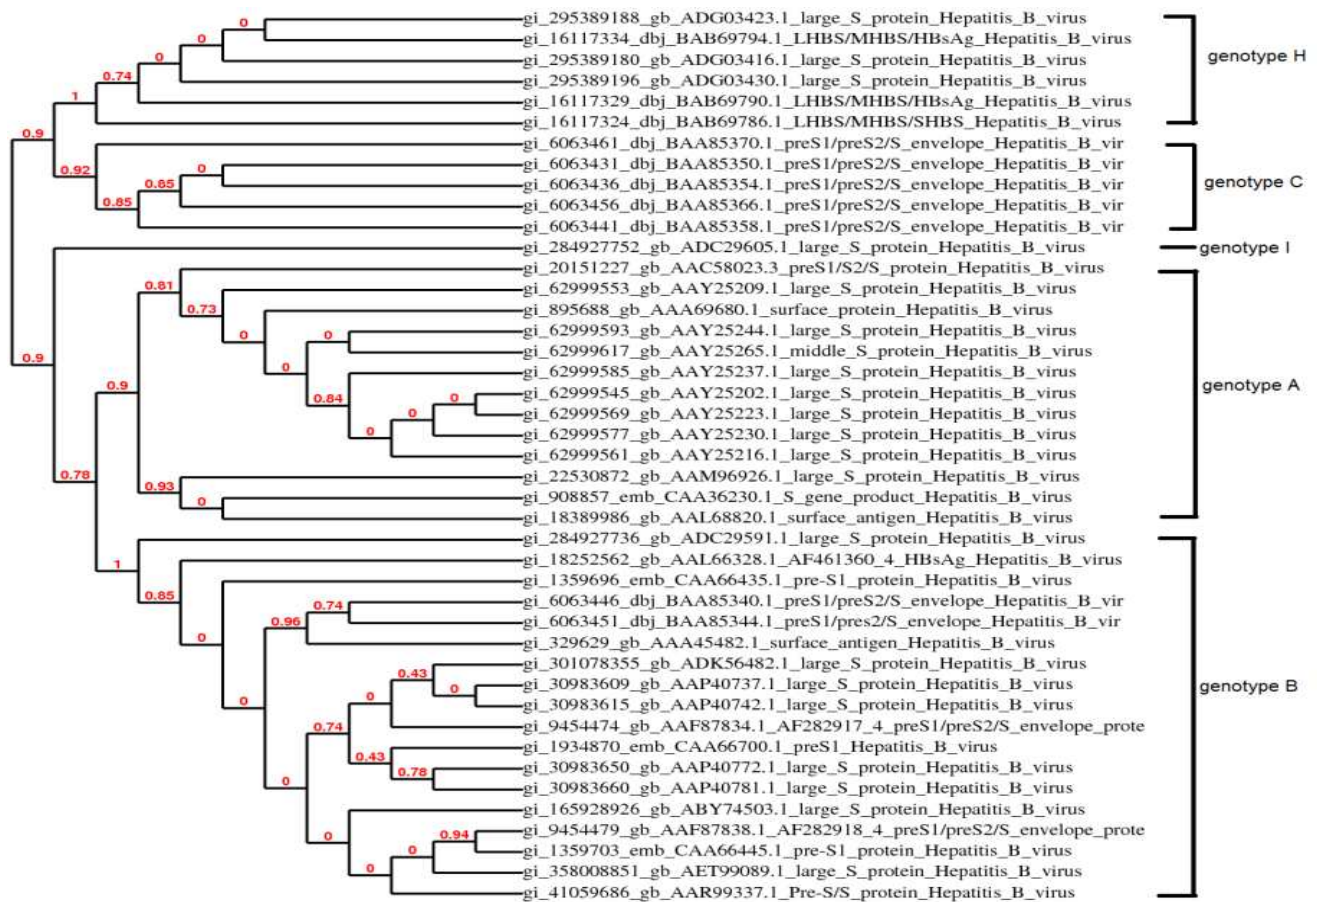 gi_295389188_gb_ADG03423.1_large_S_protein_Hepatitis_B_virus
0
0
gi_16117334_dbj_BAB69794.1_LHBS/MHBS/HBsAg_Hepatitis_B_virus
0
gi_295389180_gb_ADG03416.1_large_S_protein_Hepatitis_B_virus
genotype H
0.74
gi_295389196_gb_ADG03430.1_large_S_protein_Hepatitis_B_virus
1
gi_16117329_dbj_BAB69790.1_LHBS/MHBS/HBsAg_Hepatitis_B_virus
gi_16117324_dbj_BAB69786.1_LHBS/MHBS/SHBS_Hepatitis_B_virus
0.9
gi_6063461_dbj_BAA85370.1_preS1/preS2/S_envelope_Hepatitis_B_vir
0.92
0
gi_6063431_dbj_BAA85350.1_preS1/preS2/S_envelope_Hepatitis_B_vir
0.85
gi_6063436_dbj_BAA85354.1_preS1/preS2/S_envelope_Hepatitis_B_vir
genotype C
0.85
gi_6063456_dbj_BAA85366.1_preS1/preS2/S_envelope_Hepatitis_B_vir
gi_6063441_dbj_BAA85358.1_preS1/preS2/S_envelope_Hepatitis_B_vir
gi_284927752_gb_ADC29605.1_large_S_protein_Hepatitis_B_virus
genotype I
gi_20151227_gb_AAC58023.3_preS1/S2/S_protein_Hepatitis_B_virus
0.81
gi_62999553_gb_AAY25209.1_large_S_protein_Hepatitis_B_virus
0.73
gi_895688_gb_AAA69680.1_surface_protein_Hepatitis_B_virus
0
0
gi_62999593_gb_AAY25244.1_large_S_protein_Hepatitis_B_virus
gi_62999617_gb_AAY25265.1_middle_S_protein_Hepatitis_B_virus
0.9
0
gi_62999585_gb_AAY25237.1_large_S_protein_Hepatitis_B_virus
0.9
0.84
0
gi_62999545_gb_AAY25202.1_large_S_protein_Hepatitis_B_virus
genotype A
0
gi_62999569_gb_AAY25223.1_large_S_protein_Hepatitis_B_virus
0
gi_62999577_gb_AAY25230.1_large_S_protein_Hepatitis_B_virus
gi_62999561_gb_AAY25216.1_large_S_protein_Hepatitis_B_virus
0.78
gi_22530872_gb_AAM96926.1_large_S_protein_Hepatitis_B_virus
0.93
gi_908857_emb_CAA36230.1_S_gene_product_Hepatitis_B_virus
0
gi_18389986_gb_AAL68820.1_surface_antigen_Hepatitis_B_virus
gi_284927736_gb_ADC29591.1_large_S_protein_Hepatitis_B_virus
1
gi_18252562_gb_AAL66328.1_AF461360_4_HBsAg_Hepatitis_B_virus
gi_1359696_emb_CAA66435.1_pre-S1_protein_Hepatitis_B_virus
0.85
0.74
gi_6063446_dbj_BAA85340.1_preS1/preS2/S_envelope_Hepatitis_B_vir
0.96
gi_6063451_dbj_BAA85344.1_preS1/pres2/S_envelope_Hepatitis_B_vir
0
gi_329629_gb_AAA45482.1_surface_antigen_Hepatitis_B_virus
gi_301078355_gb_ADK56482.1_large_S_protein_Hepatitis_B_virus
0.43
gi_30983609_gb_AAP40737.1_large_S_protein_Hepatitis_B_virus
genotype B
0
0
0
gi_30983615_gb_AAP40742.1_large_S_protein_Hepatitis_B_virus
0.74
gi_9454474_gb_AAF87834.1_AF282917_4_preS1/preS2/S_envelope_prote
gi_1934870_emb_CAA66700.1_preS1_Hepatitis_B_virus
0.43
gi_30983650_gb_AAP40772.1_large_S_protein_Hepatitis_B_virus
0
0.78
gi_30983660_gb_AAP40781.1_large_S_protein_Hepatitis_B_virus
gi_165928926_gb_ABY74503.1_large_S_protein_Hepatitis_B_virus
0
0.94
gi_9454479_gb_AAF87838.1_AF282918_4_preS1/preS2/S_envelope_prote
0
gi_1359703_emb_CAA66445.1_pre-S1_protein_Hepatitis_B_virus
0
gi_358008851_gb_AET99089.1_large_S_protein_Hepatitis_B_virus
gi_41059686_gb_AAR99337.1_Pre-S/S_protein_Hepatitis_B_virus